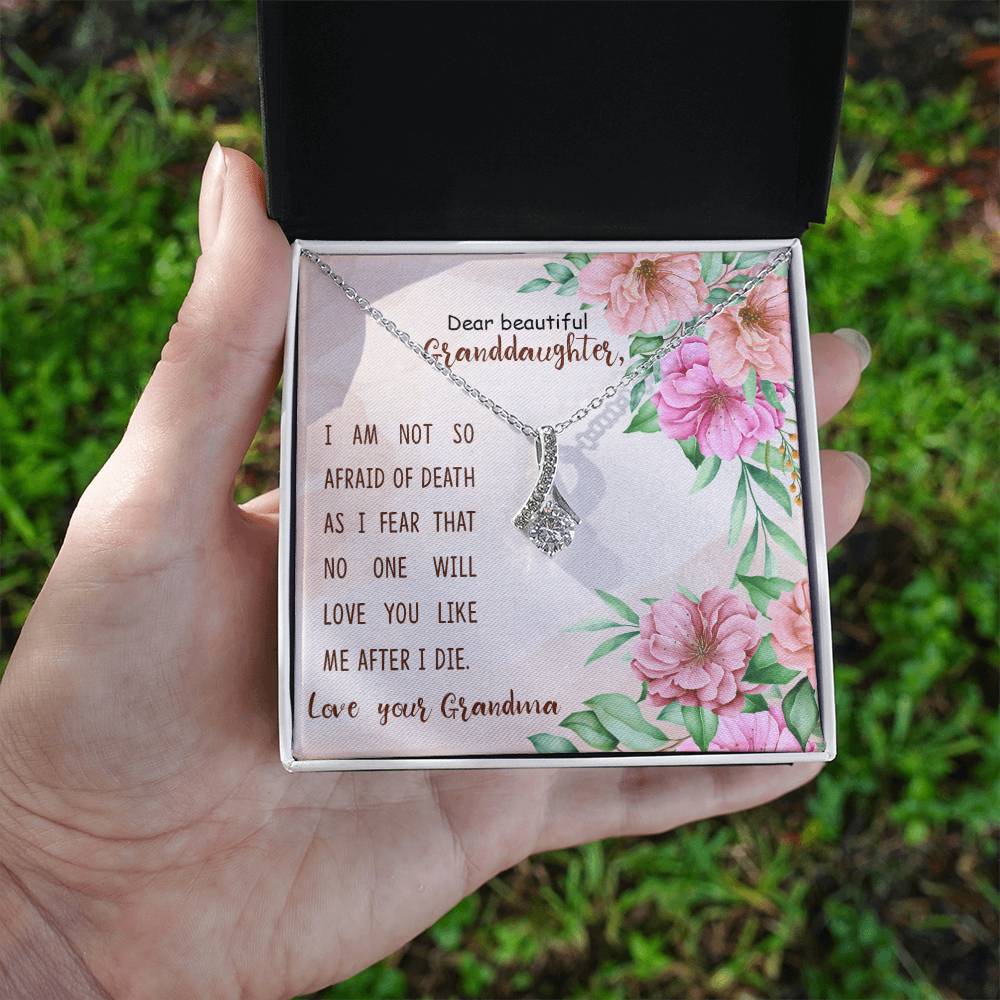 Dear beautiful
Granddaughter,
I AM NOT SO
AFRAID OF DEATH
AS I FEAR THAT
NO ONE WILL
LOVE YOU LIKE
ME AFTER I DIE.
Love your Grandma